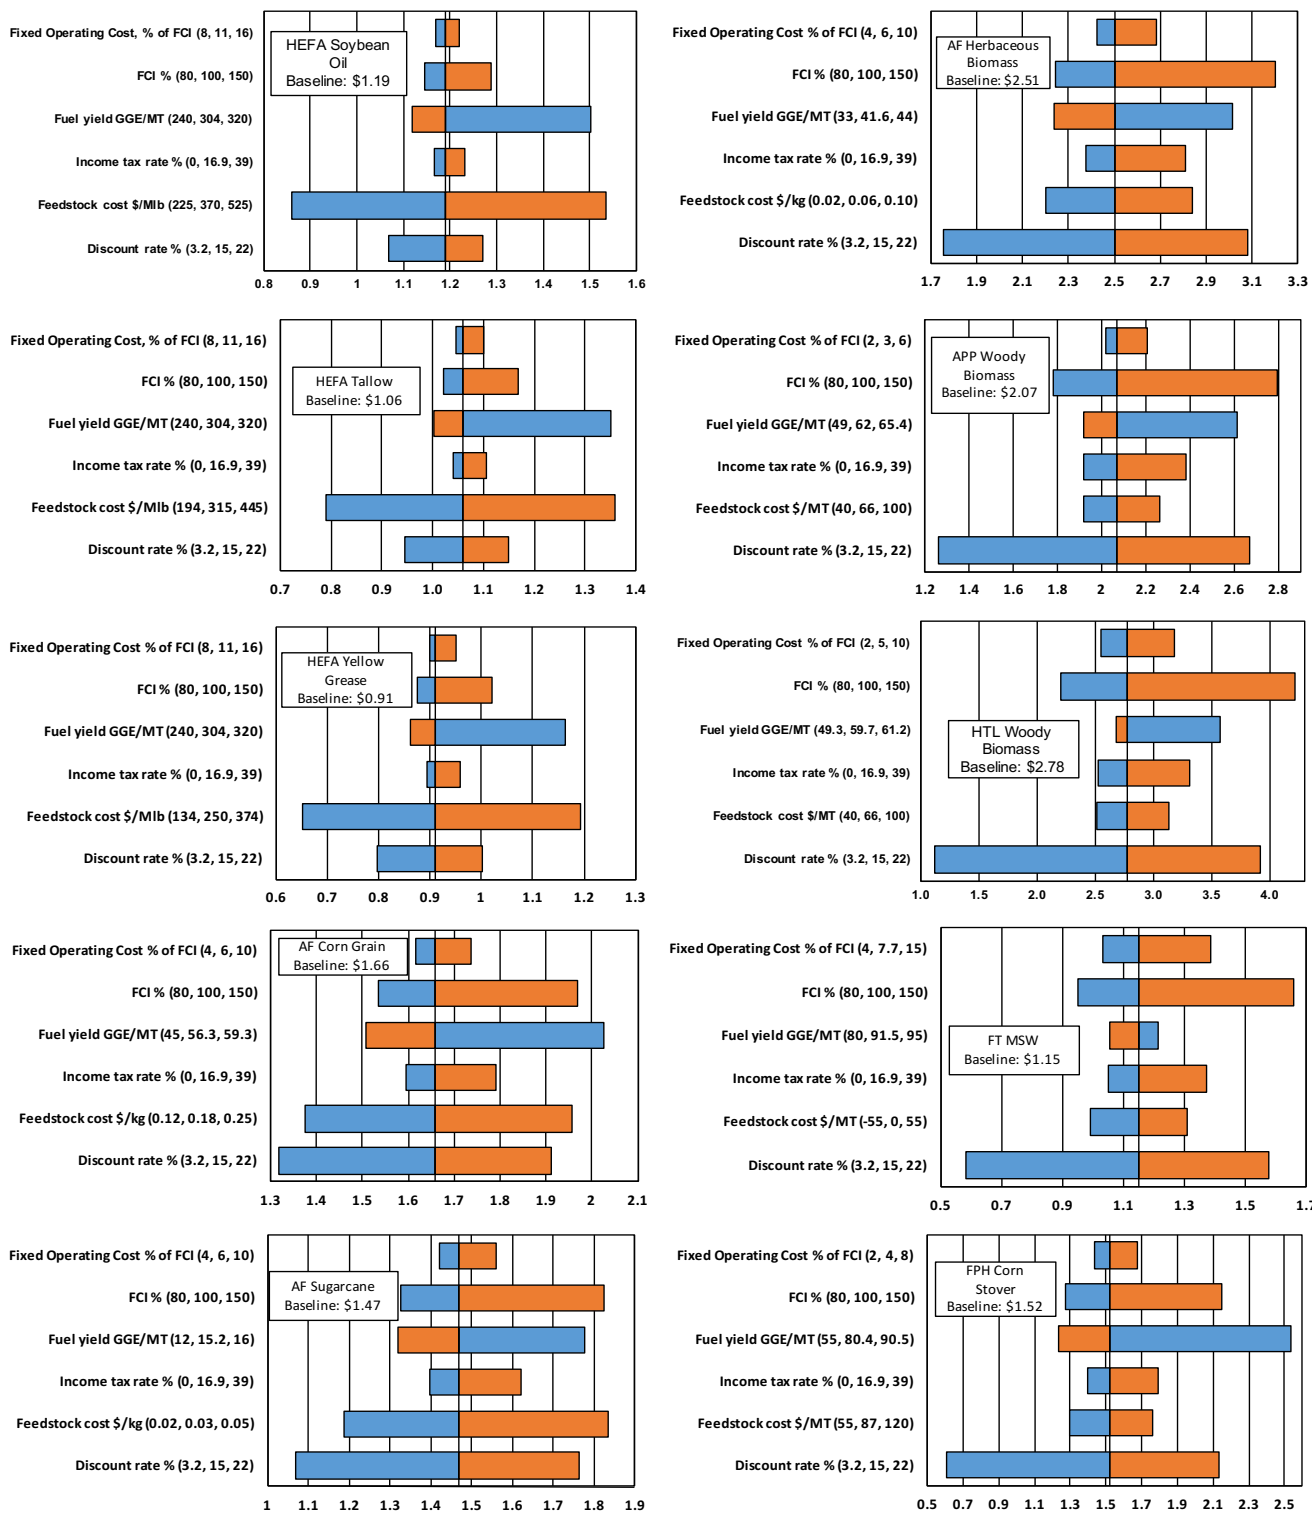 Fixed Operating Cost, % of FCI (8, 11, 16)
FCI % (80, 100, 150)
Fuel yield GGE/MT (240, 304, 320)
Income tax rate % (0, 16.9, 39)
Feedstock cost $/Mlb (225, 370, 525)
Discount rate % (3.2, 15, 22)
HEFA Soybean
Oil
Baseline: $1.19
0.8 0.9 1 1.1 1.2 1.3 1.4 1.5 1.6
Fixed Operating Cost % of FCI (4, 6, 10)
FCI % (80, 100, 150)
Fuel yield GGE/MT (33, 41.6, 44)
Income tax rate % (0, 16.9, 39)
Feedstock cost $/kg (0.02, 0.06, 0.10)
Discount rate % (3.2, 15, 22)
AF Herbaceous
Biomass
Baseline: $2.51
1.7 1.9 2.1 2.3 2.5 2.7 2.9 3.1 3.3
Fixed Operating Cost, % of FCI (8, 11, 16)
FCI % (80, 100, 150)
Fuel yield GGE/MT (240, 304, 320)
Income tax rate % (0, 16.9, 39)
Feedstock cost $/Mlb (194, 315, 445)
Discount rate % (3.2, 15, 22)
HEFA Tallow
Baseline: $1.06
0.7 0.8 0.9 1.0 1.1 1.2 1.3 1.4
Fixed Operating Cost % of FCI (2, 3, 6)
FCI % (80, 100, 150)
Fuel yield GGE/MT (49, 62, 65.4)
Income tax rate % (0, 16.9, 39)
Feedstock cost $/MT (40, 66, 100)
Discount rate % (3.2, 15, 22)
APP Woody
Biomass
Baseline: $2.07
1.2 1.4 1.6 1.8 2 2.2 2.4 2.6 2.8
Fixed Operating Cost % of FCI (8, 11, 16)
FCI % (80, 100, 150)
Fuel yield GGE/MT (240, 304, 320)
Income tax rate % (0, 16.9, 39)
Feedstock cost $/Mlb (134, 250, 374)
Discount rate % (3.2, 15, 22)
HEFA Yellow
Grease
Baseline: $0.91
0.6 0.7 0.8 0.9 1 1.1 1.2 1.3
Fixed Operating Cost % of FCI (2, 5, 10)
FCI % (80, 100, 150)
Fuel yield GGE/MT (49.3, 59.7, 61.2)
Income tax rate % (0, 16.9, 39)
Feedstock cost $/MT (40, 66, 100)
Discount rate % (3.2, 15, 22)
HTL Woody
Biomass
Baseline: $2.78
1.0 1.5 2.0 2.5 3.0 3.5 4.0
Fixed Operating Cost % of FCI (4, 6, 10)
FCI % (80, 100, 150)
Fuel yield GGE/MT (45, 56.3, 59.3)
Income tax rate % (0, 16.9, 39)
Feedstock cost $/kg (0.12, 0.18, 0.25)
Discount rate % (3.2, 15, 22)
AF Corn Grain
Baseline: $1.66
1.3 1.4 1.5 1.6 1.7 1.8 1.9 2 2.1
Fixed Operating Cost % of FCI (4, 7.7, 15)
FCI % (80, 100, 150)
Fuel yield GGE/MT (80, 91.5, 95)
Income tax rate % (0, 16.9, 39)
Feedstock cost $/MT (-55, 0, 55)
Discount rate % (3.2, 15, 22)
FT MSW
Baseline: $1.15
0.5 0.7 0.9 1.1 1.3 1.5 1.7
Fixed Operating Cost % of FCI (4, 6, 10)
FCI % (80, 100, 150)
Fuel yield GGE/MT (12, 15.2, 16)
Income tax rate % (0, 16.9, 39)
Feedstock cost $/kg (0.02, 0.03, 0.05)
Discount rate % (3.2, 15, 22)
AF Sugarcane
Baseline: $1.47
1 1.1 1.2 1.3 1.4 1.5 1.6 1.7 1.8 1.9
Fixed Operating Cost % of FCI (2, 4, 8)
FCI % (80, 100, 150)
Fuel yield GGE/MT (55, 80.4, 90.5)
Income tax rate % (0, 16.9, 39)
Feedstock cost $/MT (55, 87, 120)
Discount rate % (3.2, 15, 22)
FPH Corn
Stover
Baseline: $1.52
0.5 0.7 0.9 1.1 1.3 1.5 1.7 1.9 2.1 2.3 2.5